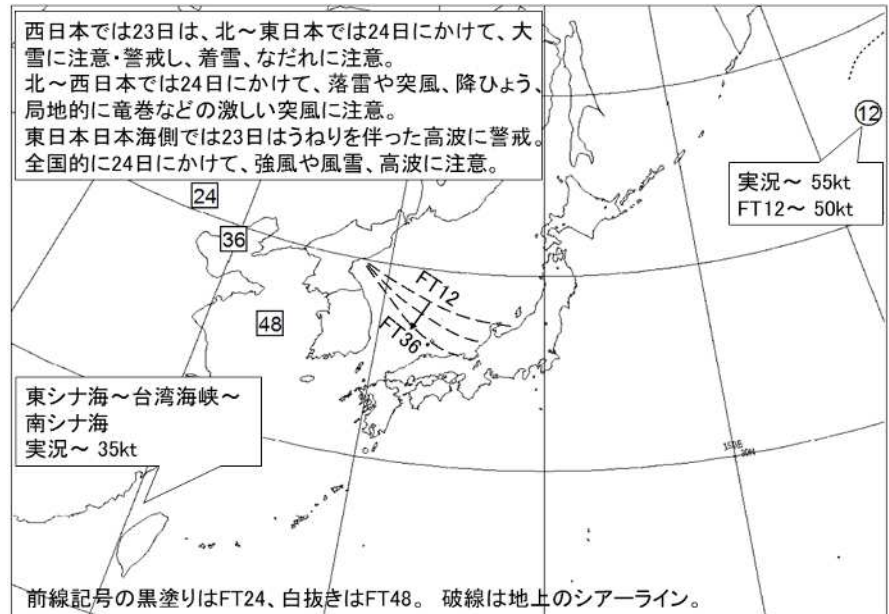 西日本では23日は、北～東日本では24日にかけて、大
雪に注意・警戒し、着雪、なだれに注意。
北～西日本では24日にかけて、落雷や突風、降ひょう、
局地的に竜巻などの激しい突風に注意。
東日本日本海側では23日はうねりを伴った高波に警戒。
全国的に24日にかけて、強風や風雪、高波に注意。
12
実況～ 55kt
FT12～ 50kt
24
36
48
FT12
FT36
東シナ海～台湾海峡～
南シナ海
実況～ 35kt
150E
30N
前線記号の黒塗りはFT24、白抜きはFT48。 破線は地上のシアーライン。